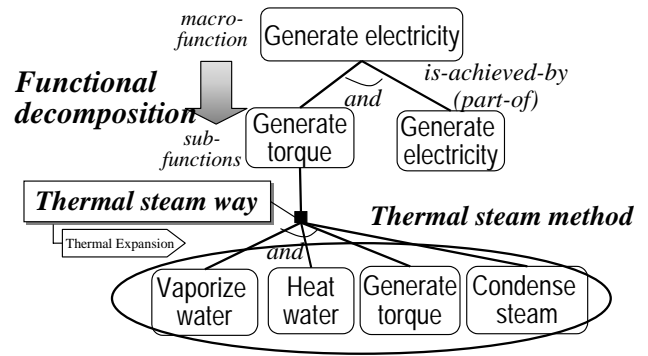 macro-
function
Generate electricity
Functional
decomposition
is-achieved-by
(part-of)
and
sub-
functions
Generate
torque
Generate
electricity
Thermal steam way
Thermal steam method
Thermal Expansion
and
Vaporize
water
Heat
water
Generate
torque
Condense
steam